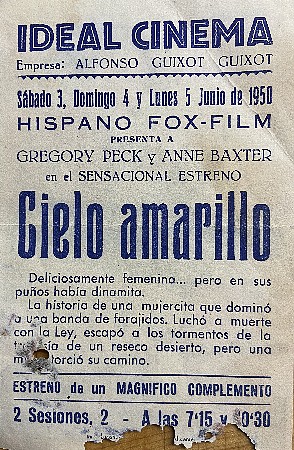 IDEAL CINEMA
Empresa: ALFONSO GUIXOT GUIXOT
Sábado 3, Domingo 4 y Lunes 5 Junio de 1950
HISPANO FOX-FILM
PRESENTA A
GREGORY PECK y ANNE BAXTER
en el SENSACIONAL ESTRENO
Cielo amarillo
Deliciosamente femenina... pero en sus
puños había dinamita.
La historia de una mujercita que dominó
a una banda de forajidos. Luchó a muerte
con la Ley, escapó a los tormentos de la
de un reseco desierto, pero una
su camino.
ESTRENO de un MAGNIFICO COMPLEMENTO
2 Sesiones, 2 - A las 7'15 y